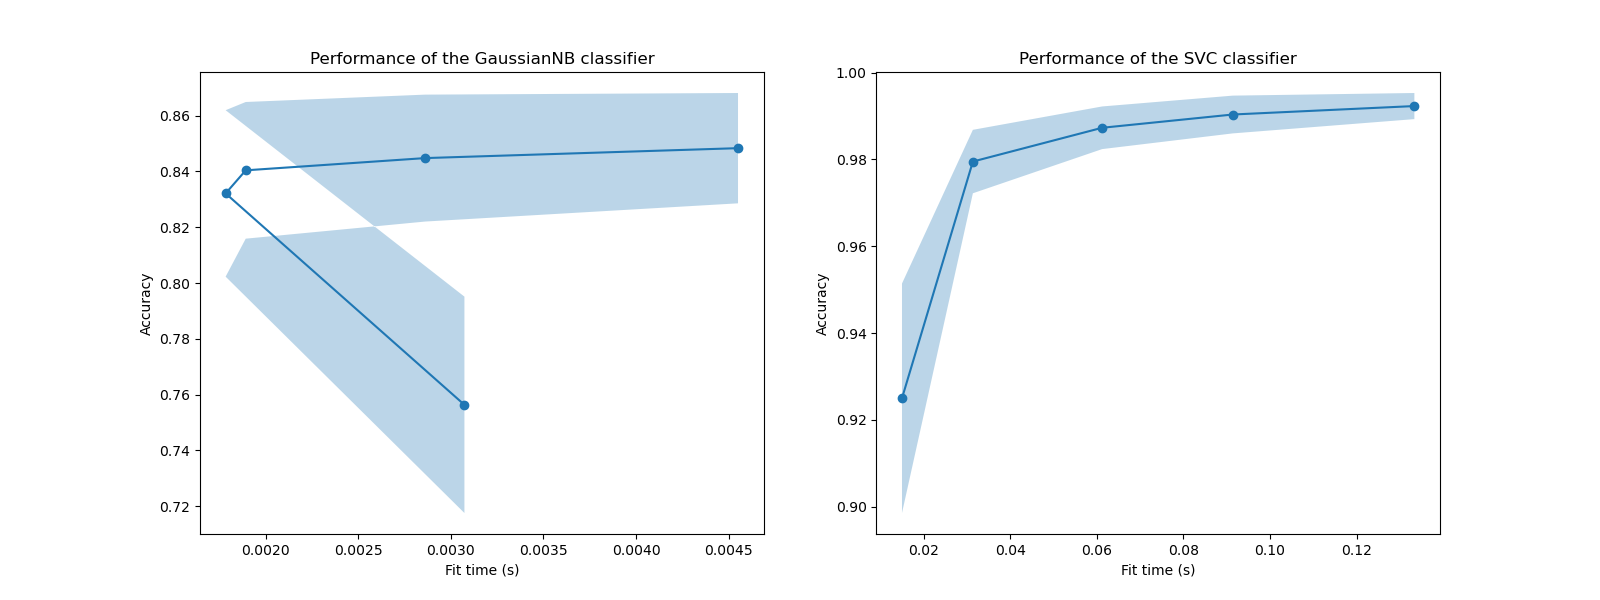 Performance of the GaussianNB classifier
Accuracy
0.86
0.84
0.82
0.80
0.78
0.76
0.74
0.72
0.0020 0.0025 0.0030 0.0035 0.0040 0.0045
Fit time (s)
Performance of the SVC classifier
Accuracy
1.00
0.98
0.96
0.94
0.92
0.90
0.02 0.04 0.06 0.08 0.10 0.12
Fit time (s)